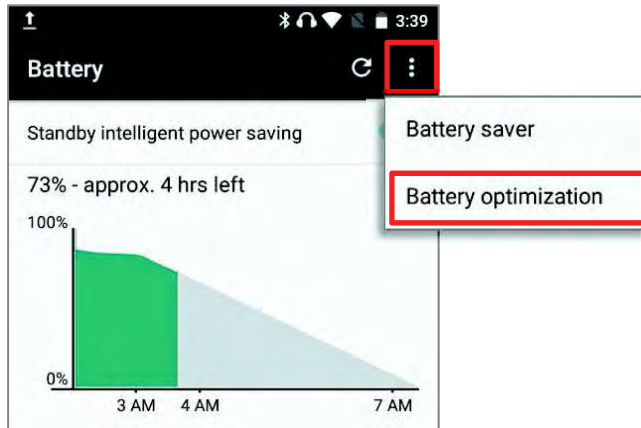 3:39
Battery
Standby intelligent power saving
Battery saver
73% - approx. 4 hrs left
Battery optimization
100%
0%
3 AM 4 AM 7 AM